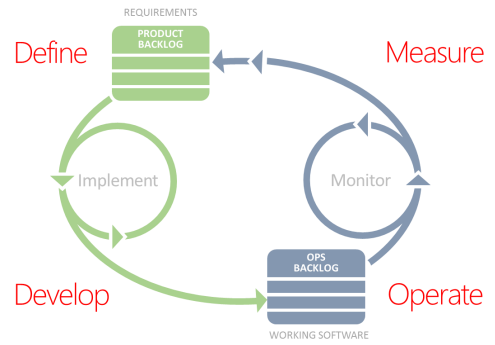 REQUIREMENTS
Define
PRODUCT
BACKLOG
Measure
Implement
Monitor
OPS
BACKLOG
Develop
Operate
WORKING SOFTWARE